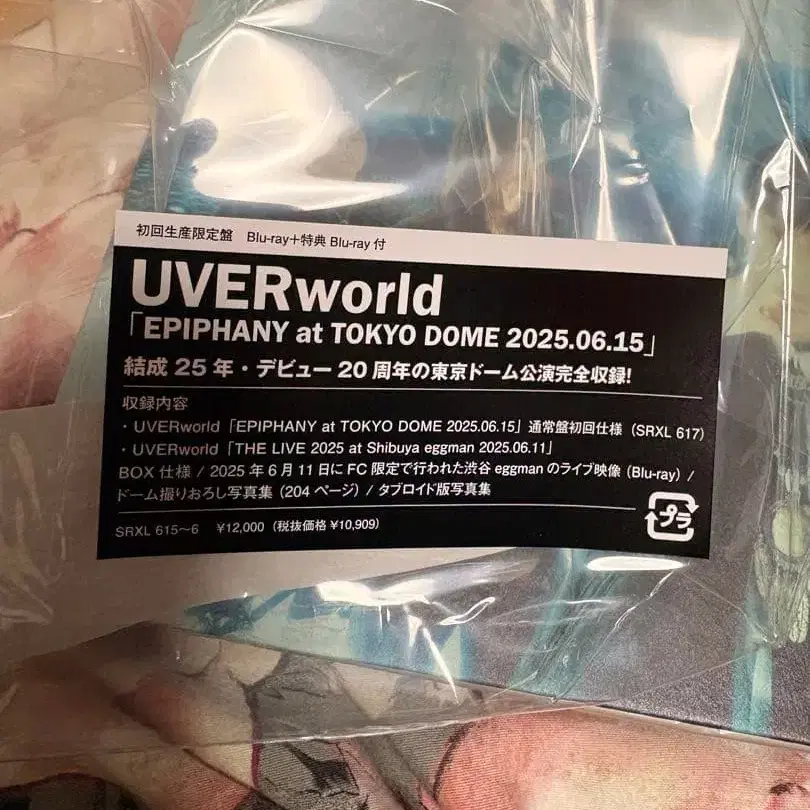 初回生産限定盤　Blu-ray＋特典 Blu-ray 付
UVERworld
「EPIPHANY at TOKYO DOME 2025.06.15」
結成 25 年・デビュー 20 周年の東京ドーム公演完全収録!
収録内容
・UVERworld「EPIPHANY at TOKYO DOME 2025.06.15」通常盤初回仕様（SRXL 617）
・UVERworld「THE LIVE 2025 at Shibuya eggman 2025.06.11」
BOX 仕様 / 2025 年 6 月 11 日に FC 限定で行われた渋谷 eggman のライブ映像（Blu-ray）/
ドーム撮りおろし写真集（204 ページ）/ タブロイド版写真集
SRXL 615～6　¥12,000（税抜価格 ¥10,909）
プラ